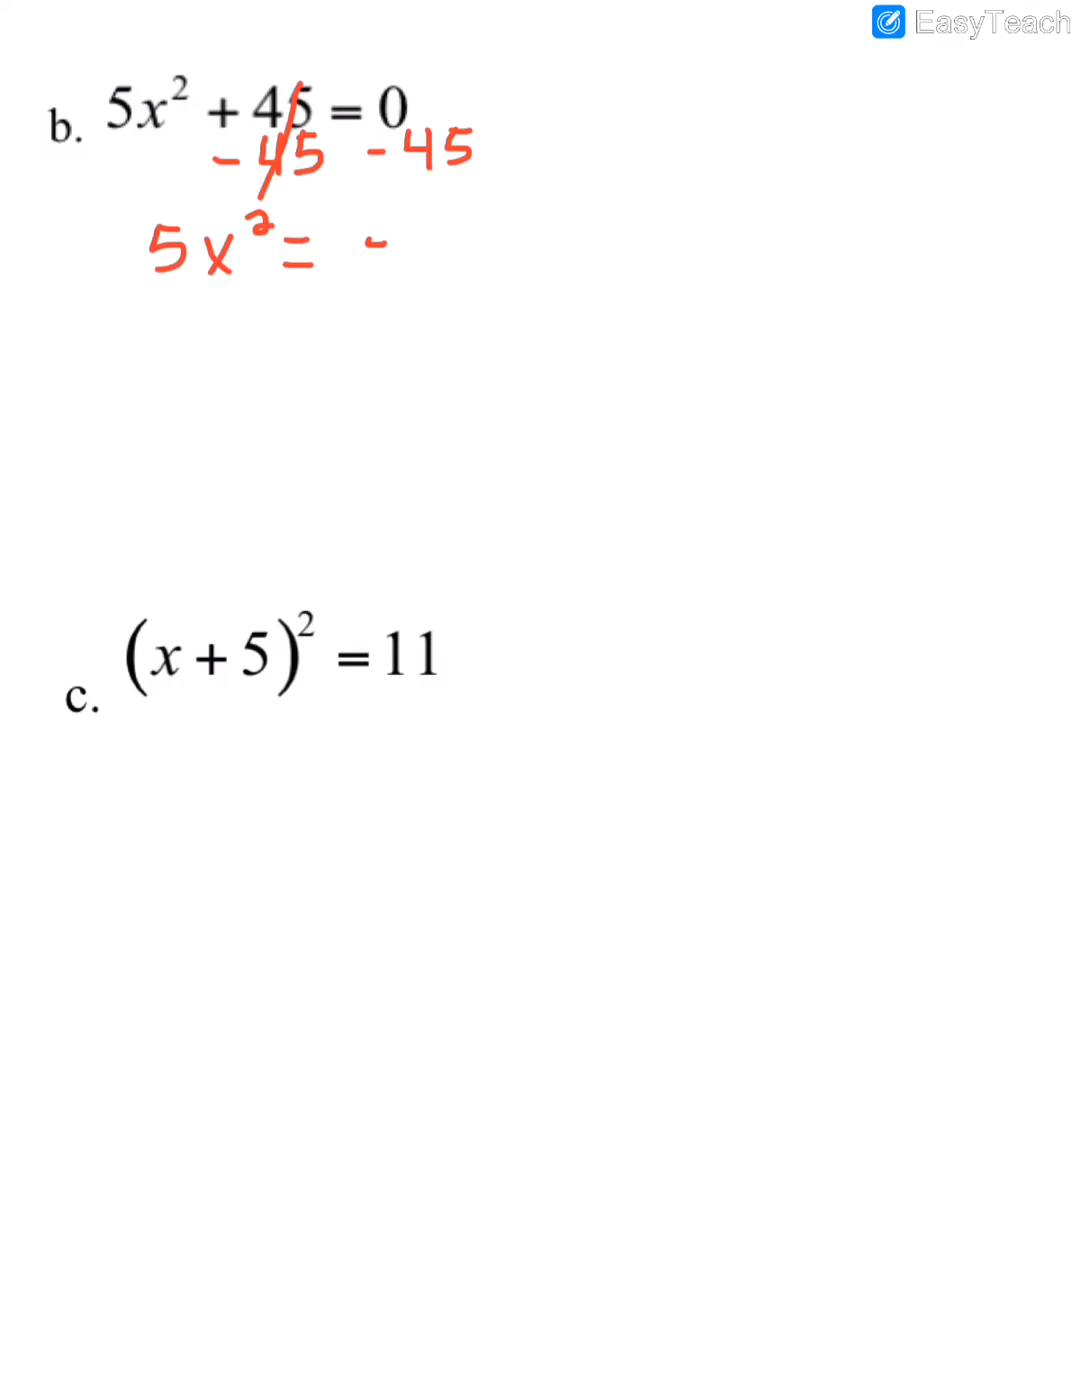 EasyTeach
b. 5x² + 45 = 0
- 45 - 45
5x² = -
c. (x + 5)² = 11